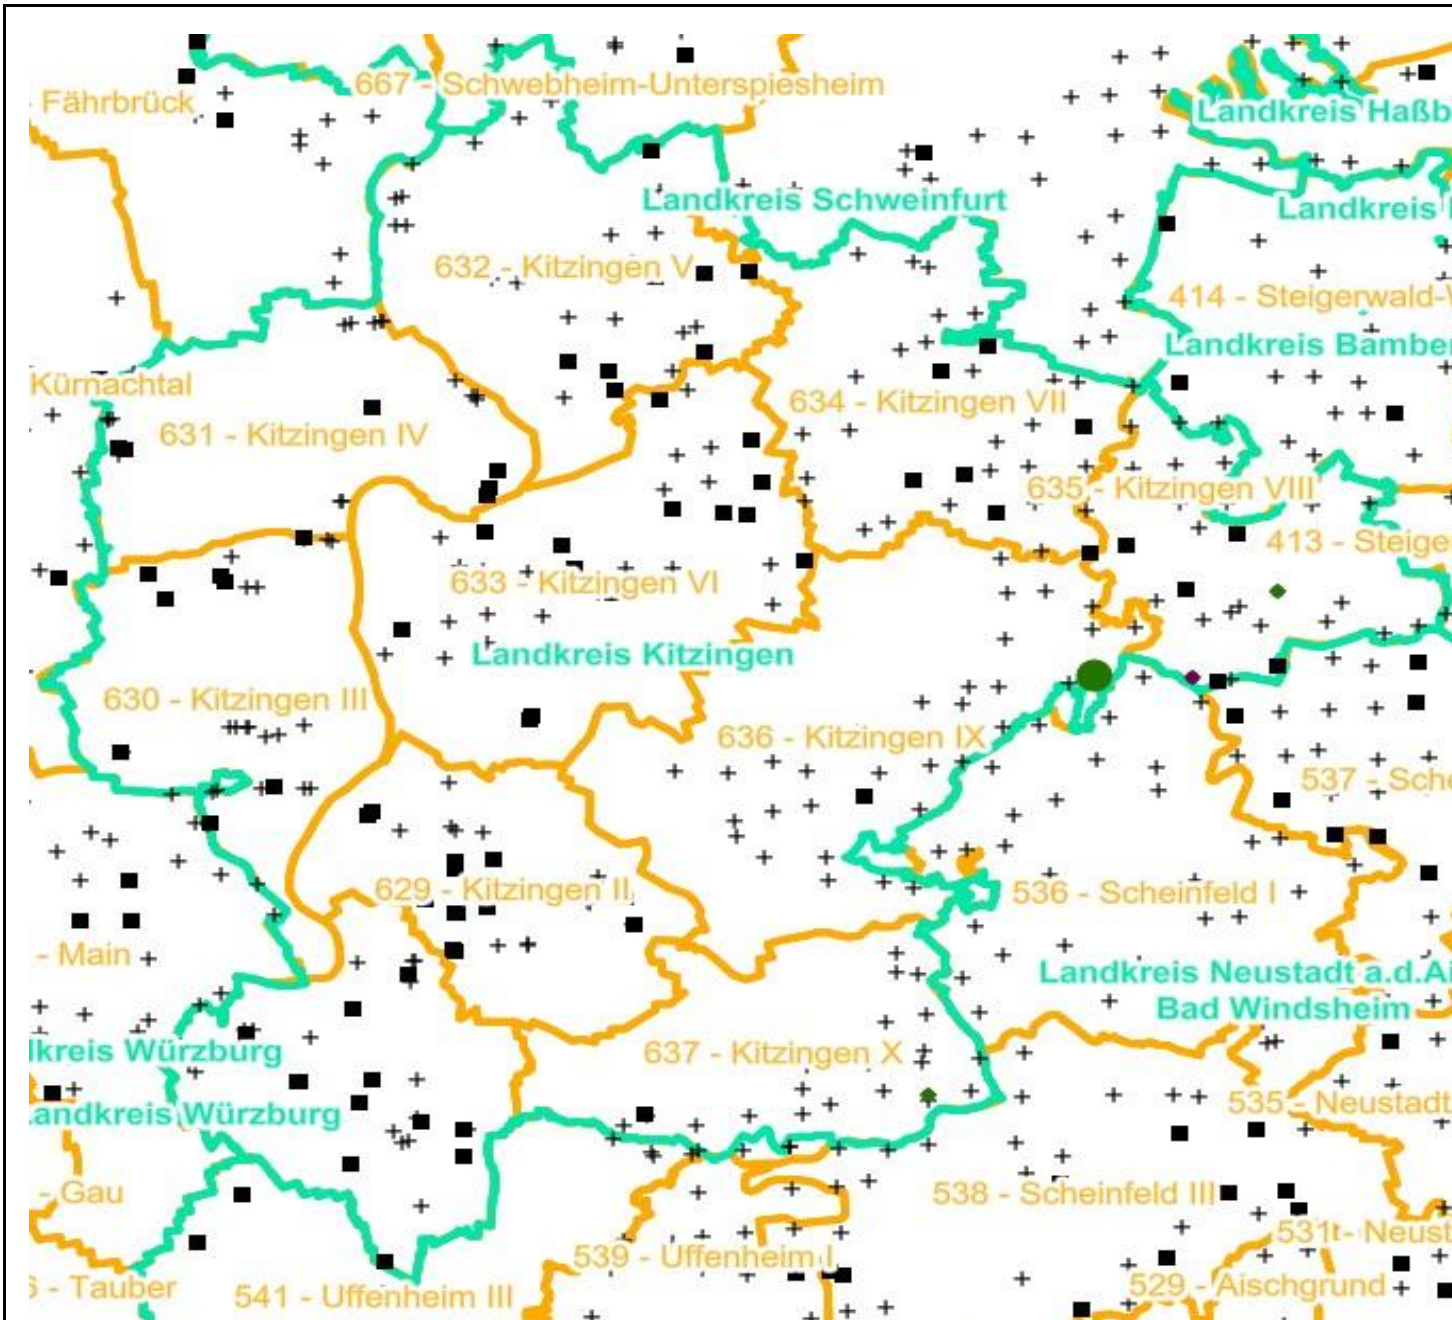 667 - Schwebheim-Unterspiesheim
Fährbrück
Landkreis Haßb
Landkreis Schweinfurt
Landkreis
632 - Kitzingen V
414 - Steigerwald-
Landkreis Bamber
Kürnachtal
634 - Kitzingen VII
631 - Kitzingen IV
635 - Kitzingen VIII
413 - Steige
633 - Kitzingen VI
Landkreis Kitzingen
630 - Kitzingen III
636 - Kitzingen IX
537 - Sche
629 - Kitzingen II
536 - Scheinfeld I
- Main
Landkreis Neustadt a.d.Ai
Bad Windsheim
lkreis Würzburg
637 - Kitzingen X
535 - Neustadt
andkreis Würzburg
- Gau
538 - Scheinfeld III
531 - Neust
539 - Uffenheim I
6 - Tauber
541 - Uffenheim III
529 - Aischgrund